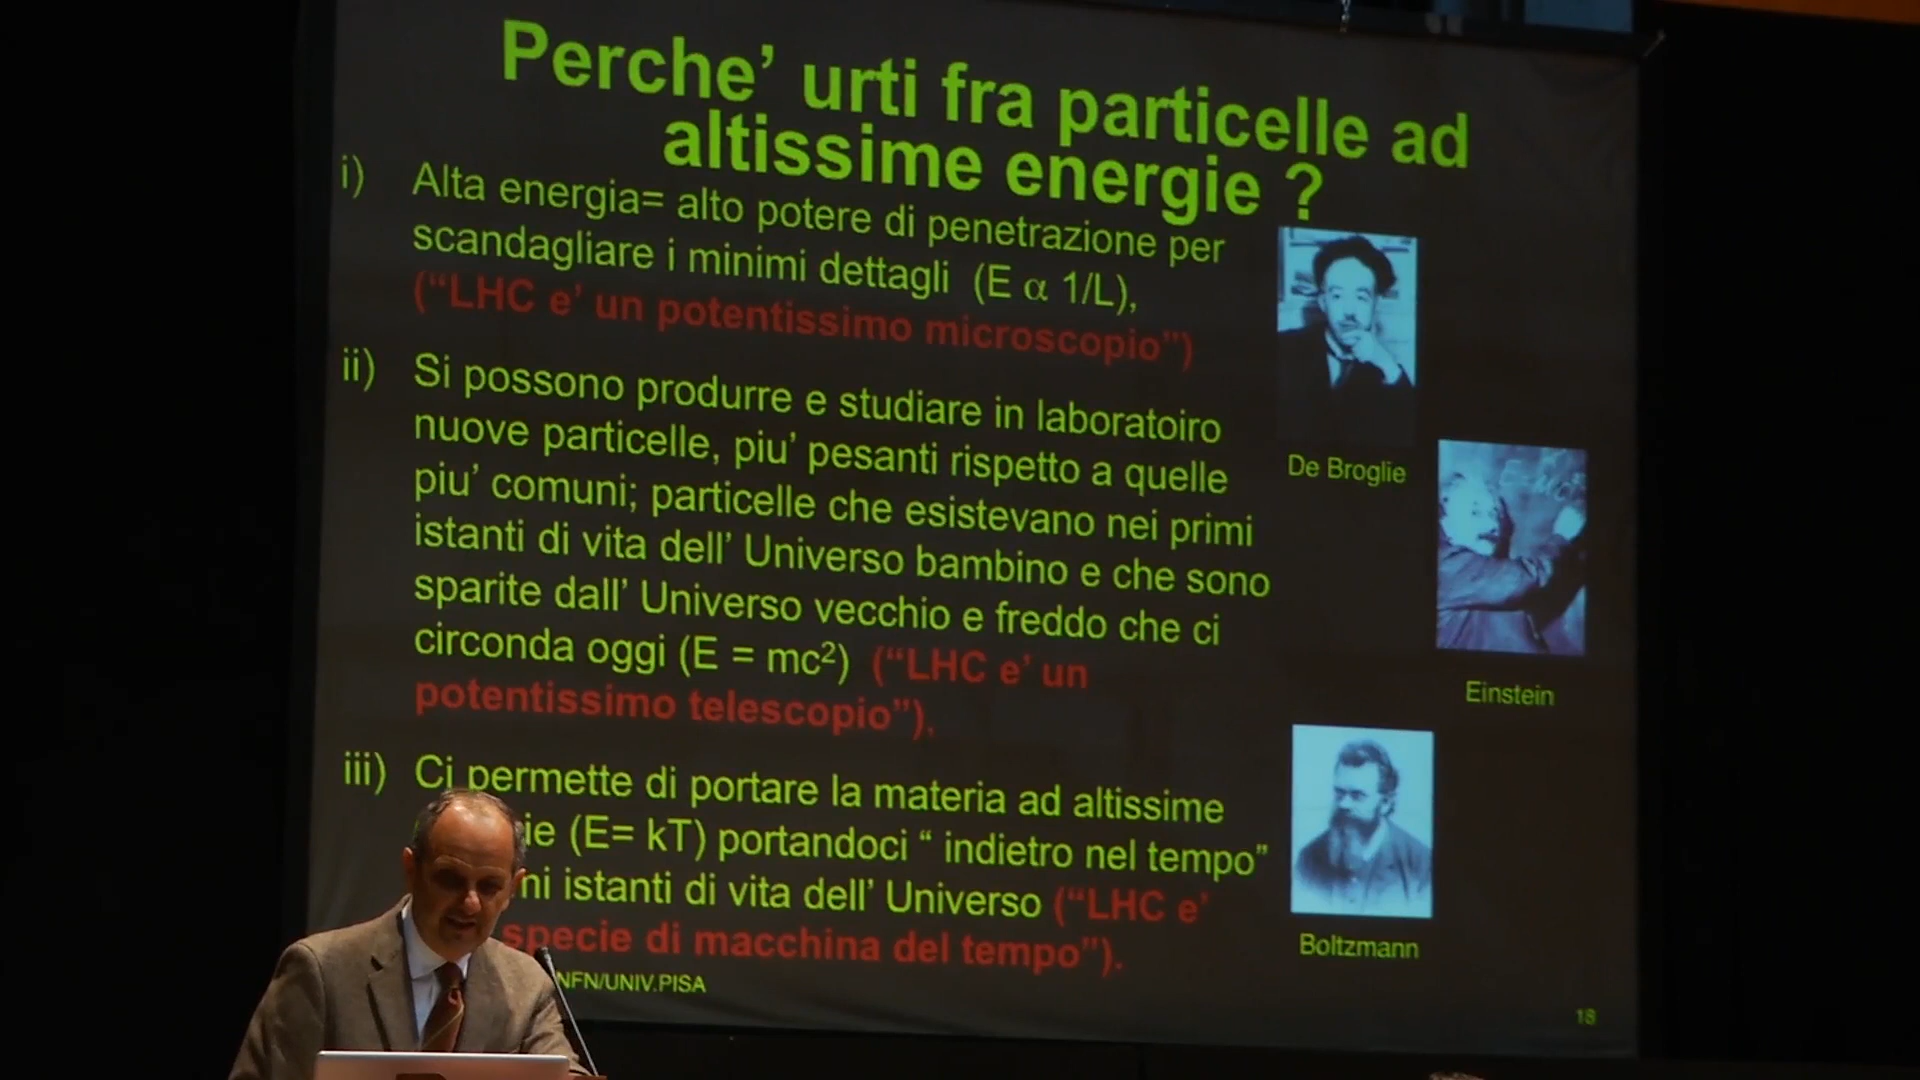 Perche' urti fra particelle ad
altissime energie ?
i) Alta energia= alto potere di penetrazione per
scandagliare i minimi dettagli (E α 1/L),
("LHC e' un potentissimo microscopio")
ii) Si possono produrre e studiare in laboratoiro
nuove particelle, piu' pesanti rispetto a quelle
piu' comuni; particelle che esistevano nei primi
istanti di vita dell' Universo bambino e che sono
sparite dall' Universo vecchio e freddo che ci
circonda oggi (E = mc²) ("LHC e' un
potentissimo telescopio").
iii) Ci permette di portare la materia ad altissime
(E= kT) portandoci " indietro nel tempo"
istanti di vita dell' Universo ("LHC e'
specie di macchina del tempo").
NFN/UNIV.PISA
De Broglie
Einstein
Boltzmann
18